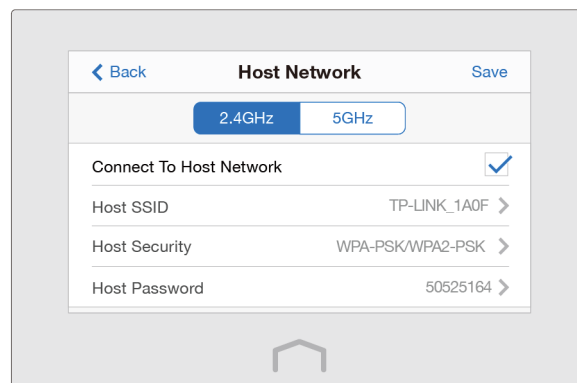 Back Host Network Save
2.4GHz 5GHz
Connect To Host Network
Host SSID TP-LINK_1A0F
Host Security WPA-PSK/WPA2-PSK
Host Password 50525164